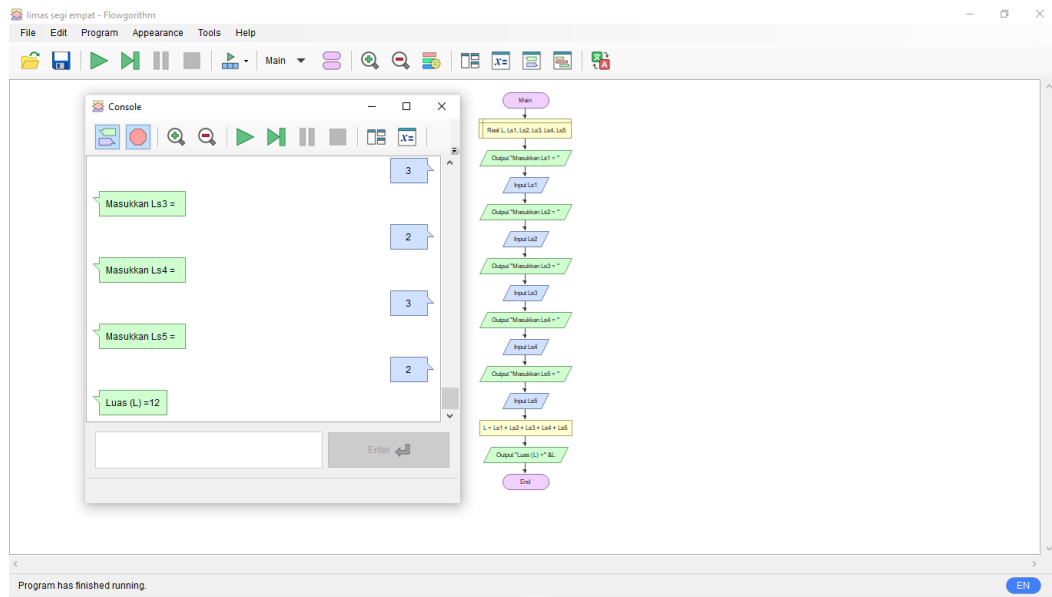 limas segi empat - Flowgorithm
File Edit Program Appearance Tools Help
Main
Console
3
Masukkan Ls3 =
2
Masukkan Ls4 =
3
Masukkan Ls5 =
2
Luas (L) =12
Enter
Main
Real L, Ls1, Ls2, Ls3, Ls4, Ls5
Output "Masukkan Ls1 = "
Input Ls1
Output "Masukkan Ls2 = "
Input Ls2
Output "Masukkan Ls3 = "
Input Ls3
Output "Masukkan Ls4 = "
Input Ls4
Output "Masukkan Ls5 = "
Input Ls5
L = Ls1 + Ls2 + Ls3 + Ls4 + Ls5
Output "Luas (L) =" &L
End
Program has finished running.
EN